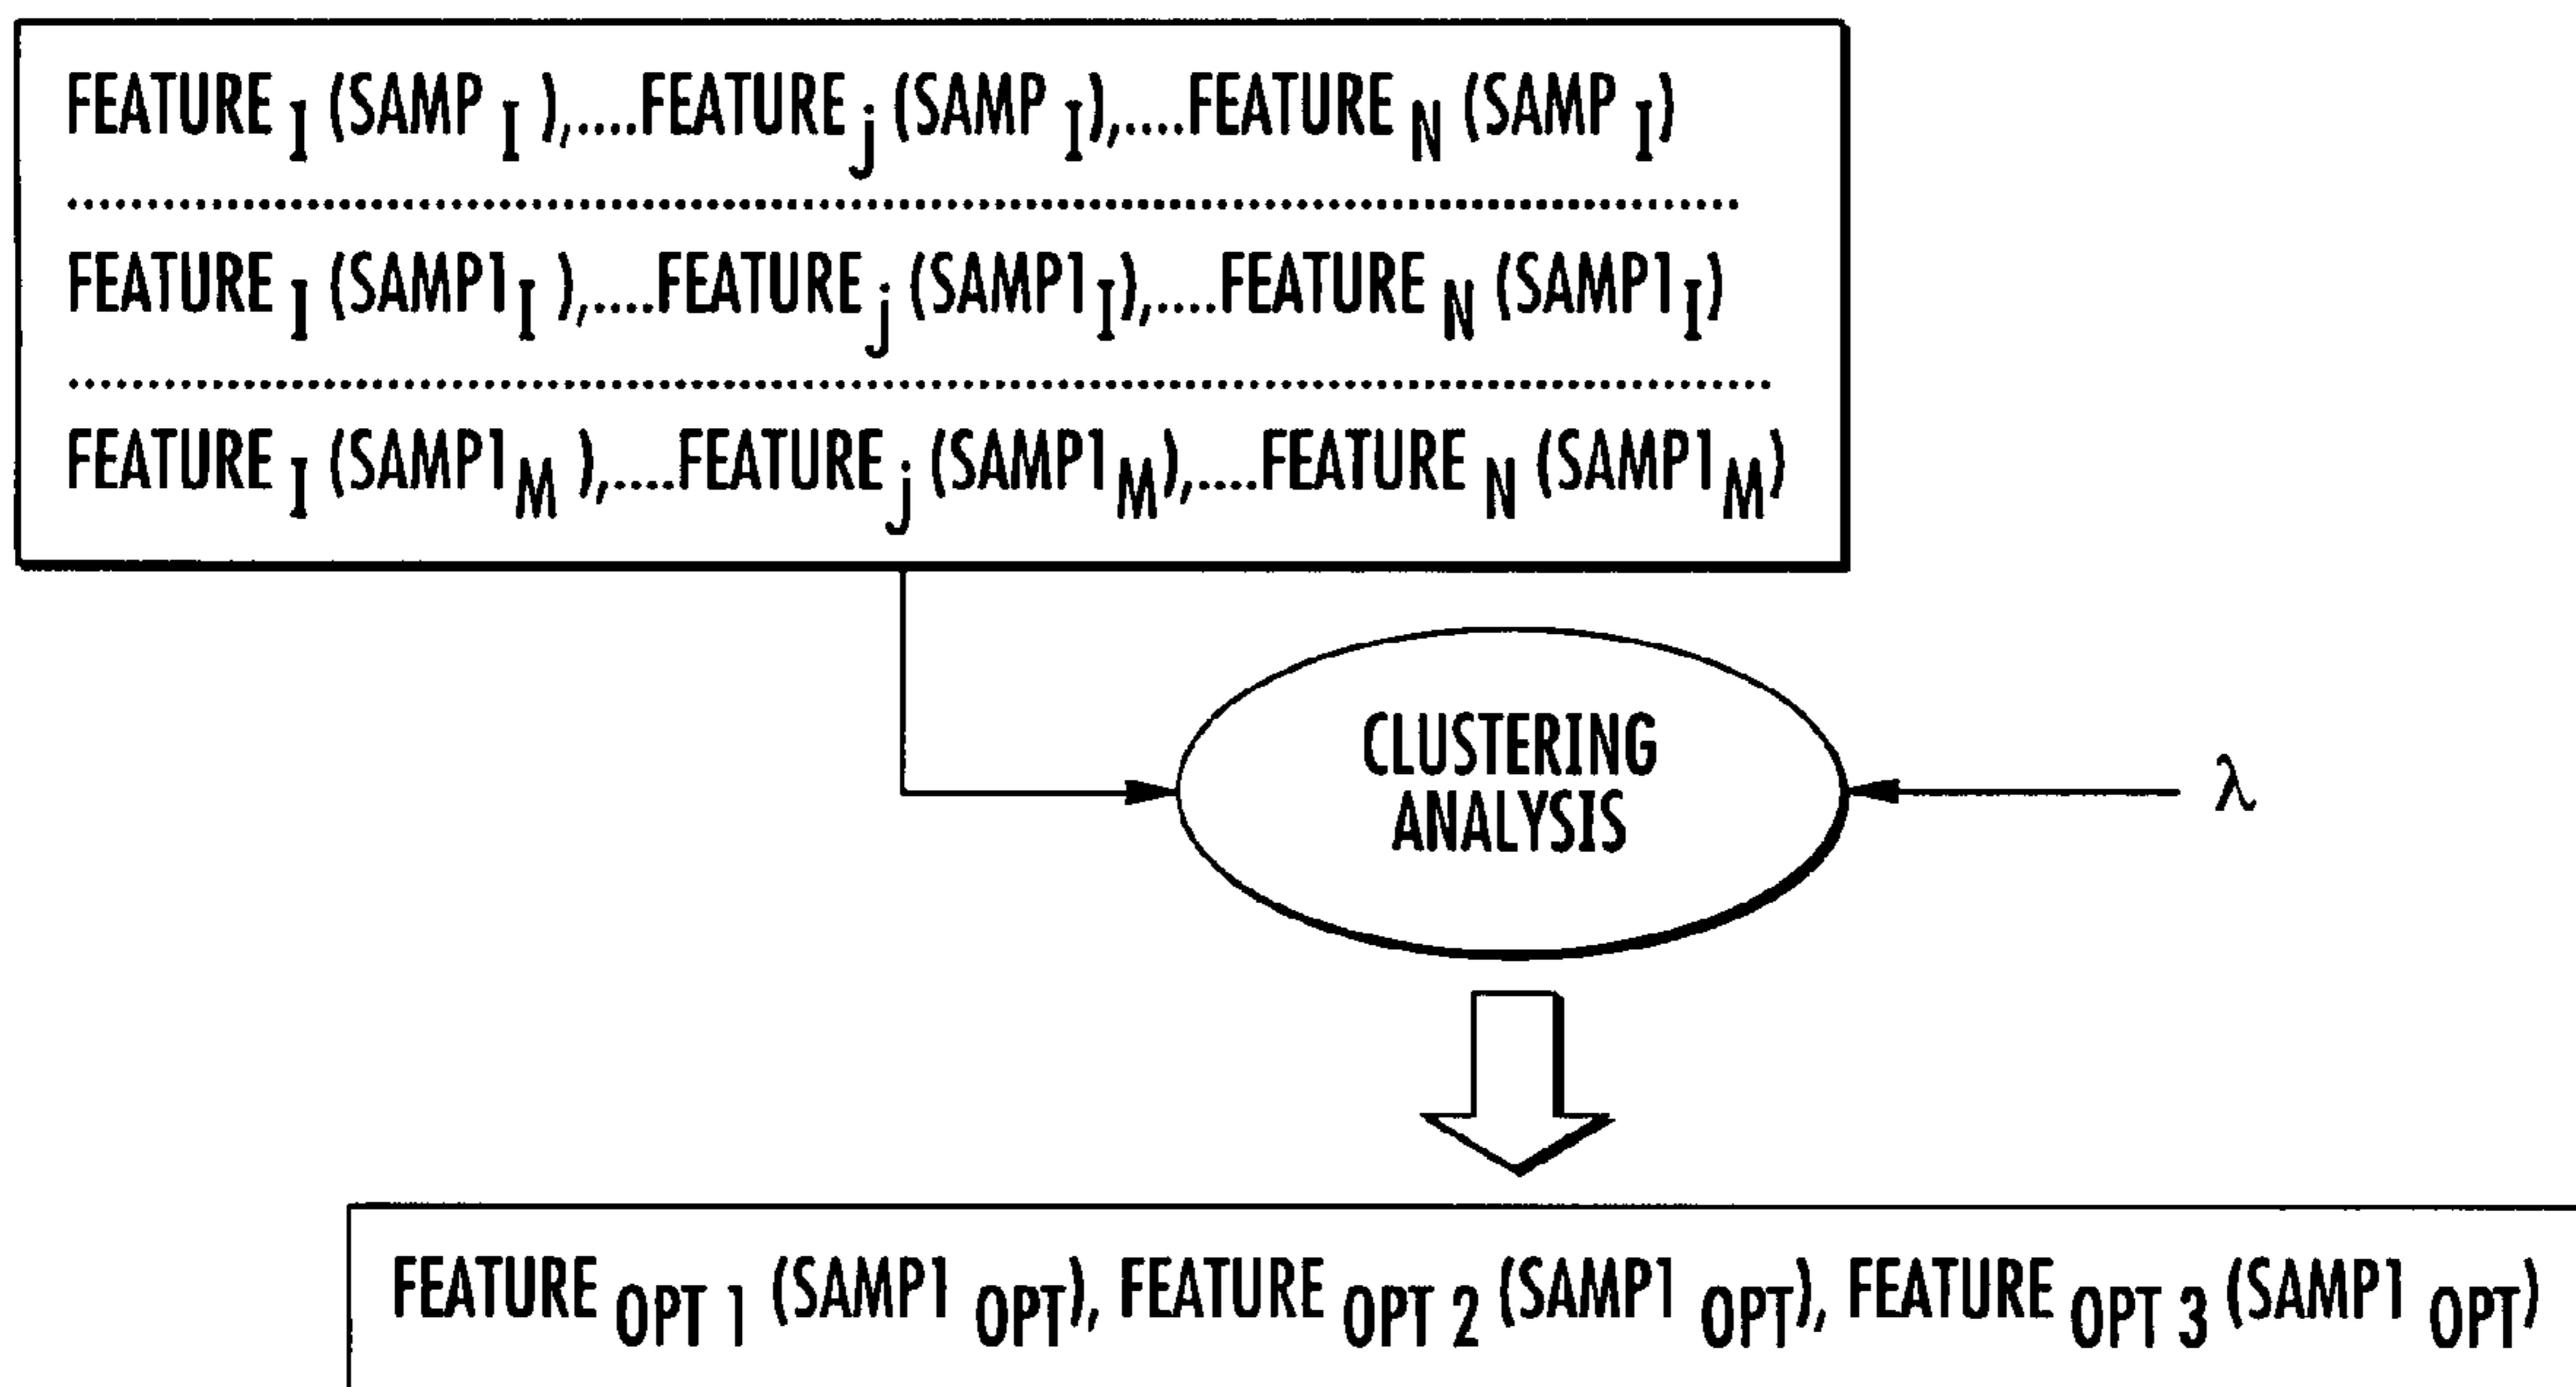 FEATURE I (SAMP I ),....FEATURE j (SAMP I),....FEATURE N (SAMP I)
FEATURE I (SAMP1 I ),....FEATURE j (SAMP1 I),....FEATURE N (SAMP1 I)
FEATURE I (SAMP1 M ),....FEATURE j (SAMP1 M),....FEATURE N (SAMP1 M)
CLUSTERING
ANALYSIS
λ
FEATURE OPT 1 (SAMP1 OPT), FEATURE OPT 2 (SAMP1 OPT), FEATURE OPT 3 (SAMP1 OPT)